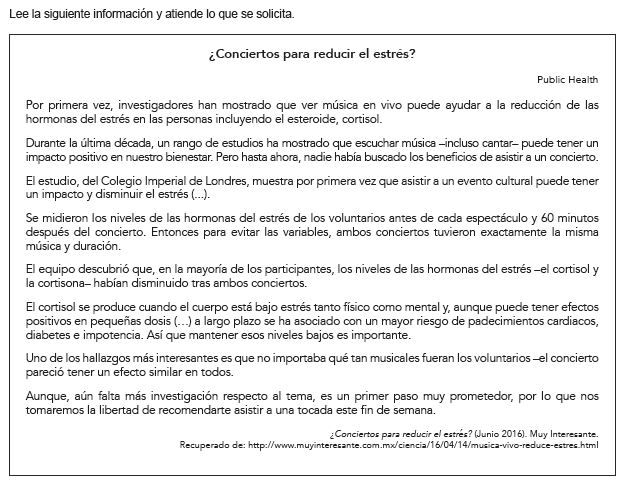 Lee la siguiente información y atiende lo que se solicita.
¿Conciertos para reducir el estrés?
Public Health
Por primera vez, investigadores han mostrado que ver música en vivo puede ayudar a la reducción de las
hormonas del estrés en las personas incluyendo el esteroide, cortisol.
Durante la última década, un rango de estudios ha mostrado que escuchar música –incluso cantar– puede tener un
impacto positivo en nuestro bienestar. Pero hasta ahora, nadie había buscado los beneficios de asistir a un concierto.
El estudio, del Colegio Imperial de Londres, muestra por primera vez que asistir a un evento cultural puede tener
un impacto y disminuir el estrés (...).
Se midieron los niveles de las hormonas del estrés de los voluntarios antes de cada espectáculo y 60 minutos
después del concierto. Entonces para evitar las variables, ambos conciertos tuvieron exactamente la misma
música y duración.
El equipo descubrió que, en la mayoría de los participantes, los niveles de las hormonas del estrés –el cortisol y
la cortisona– habían disminuido tras ambos conciertos.
El cortisol se produce cuando el cuerpo está bajo estrés tanto físico como mental y, aunque puede tener efectos
positivos en pequeñas dosis (...) a largo plazo se ha asociado con un mayor riesgo de padecimientos cardiacos,
diabetes e impotencia. Así que mantener esos niveles bajos es importante.
Uno de los hallazgos más interesantes es que no importaba qué tan musicales fueran los voluntarios –el concierto
pareció tener un efecto similar en todos.
Aunque, aún falta más investigación respecto al tema, es un primer paso muy prometedor, por lo que nos
tomaremos la libertad de recomendarte asistir a una tocada este fin de semana.
¿Conciertos para reducir el estrés? (Junio 2016). Muy Interesante.
Recuperado de: http://www.muyinteresante.com.mx/ciencia/16/04/14/musica-vivo-reduce-estres.html